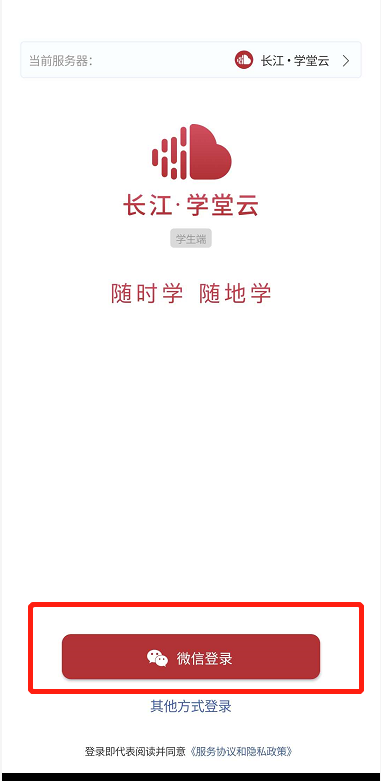 当前服务器： 长江·学堂云
长江·学堂云
学生端
随时学 随地学
微信登录
其他方式登录
登录即代表阅读并同意《服务协议和隐私政策》